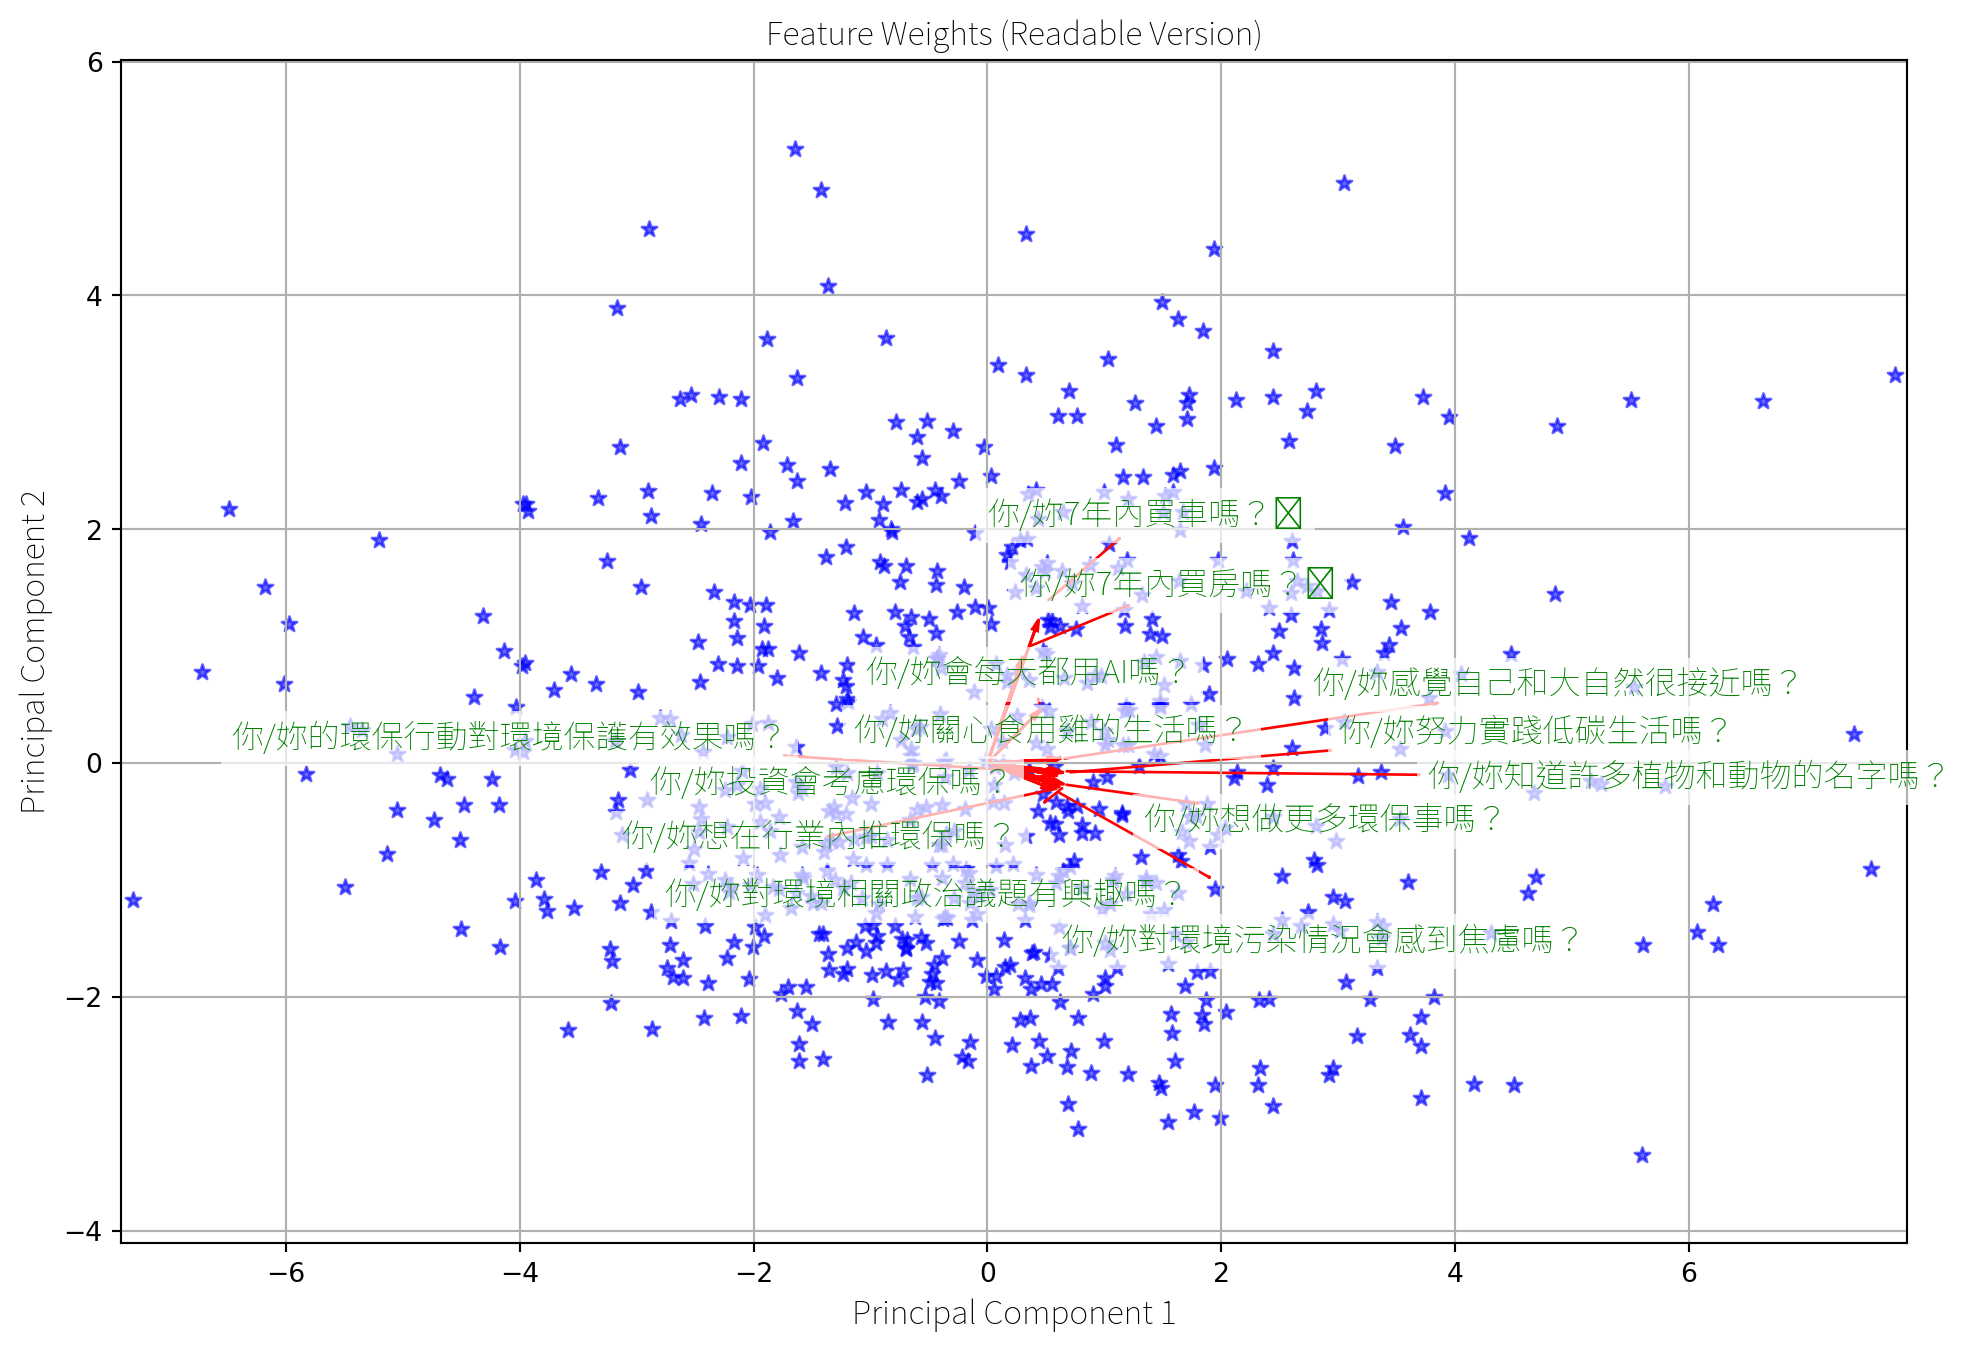 Feature Weights (Readable Version)
6
4
2
0
−2
−4
Principal Component 2
你/妳7年內買車嗎？
你/妳7年內買房嗎？
你/妳會每天都用AI嗎？
你/妳感覺自己和大自然很接近嗎？
你/妳關心食用雞的生活嗎？
你/妳努力實踐低碳生活嗎？
你/妳的環保行動對環境保護有效果嗎？
你/妳投資會考慮環保嗎？
你/妳知道許多植物和動物的名字嗎？
你/妳想做更多環保事嗎？
你/妳想在行業內推環保嗎？
你/妳對環境相關政治議題有興趣嗎？
你/妳對環境污染情況會感到焦慮嗎？
−6
−4
−2
0
2
4
6
Principal Component 1